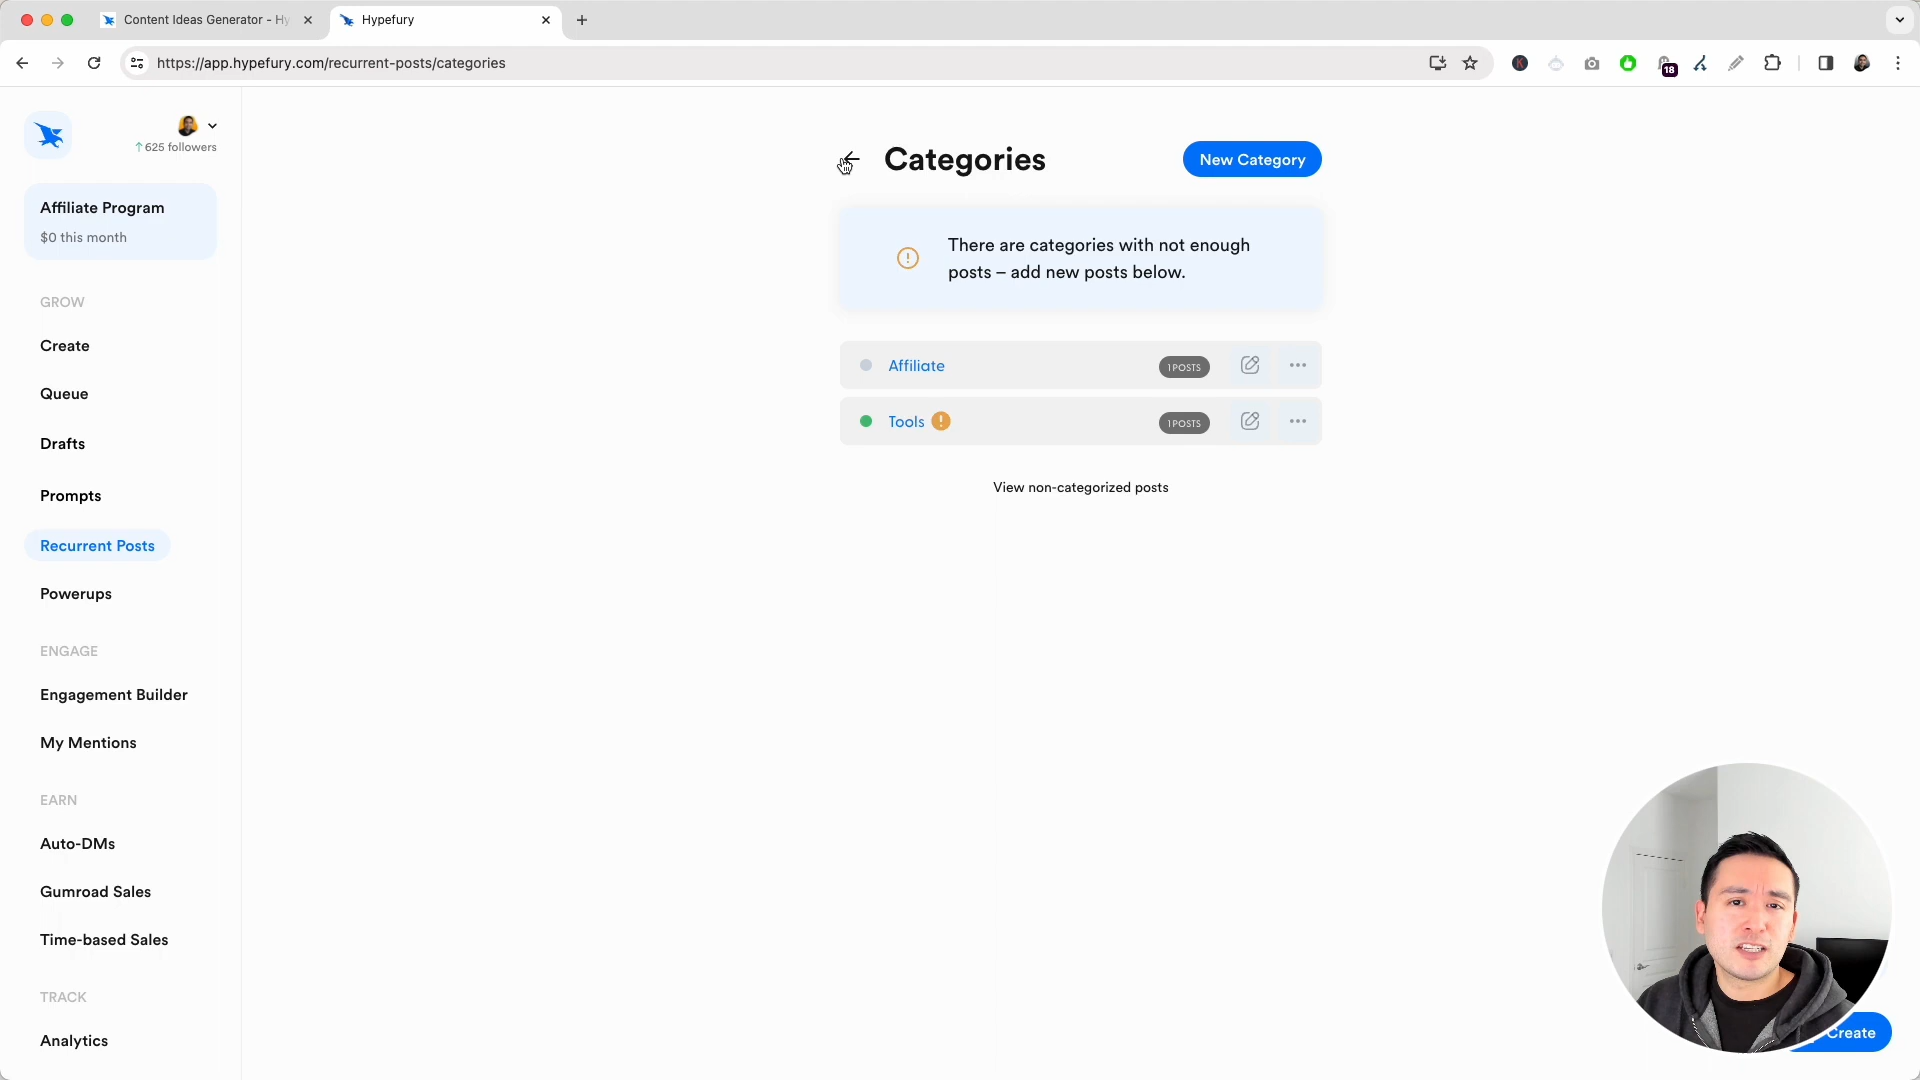 Content Ideas Generator - Hy
Hypefury
https://app.hypefury.com/recurrent-posts/categories
18
625 followers
Affiliate Program
$0 this month
GROW
Create
Queue
Drafts
Prompts
Recurrent Posts
Powerups
ENGAGE
Engagement Builder
My Mentions
EARN
Auto-DMs
Gumroad Sales
Time-based Sales
TRACK
Analytics
Categories
New Category
There are categories with not enough
posts – add new posts below.
Affiliate
1 POSTS
Tools
1 POSTS
View non-categorized posts
Create